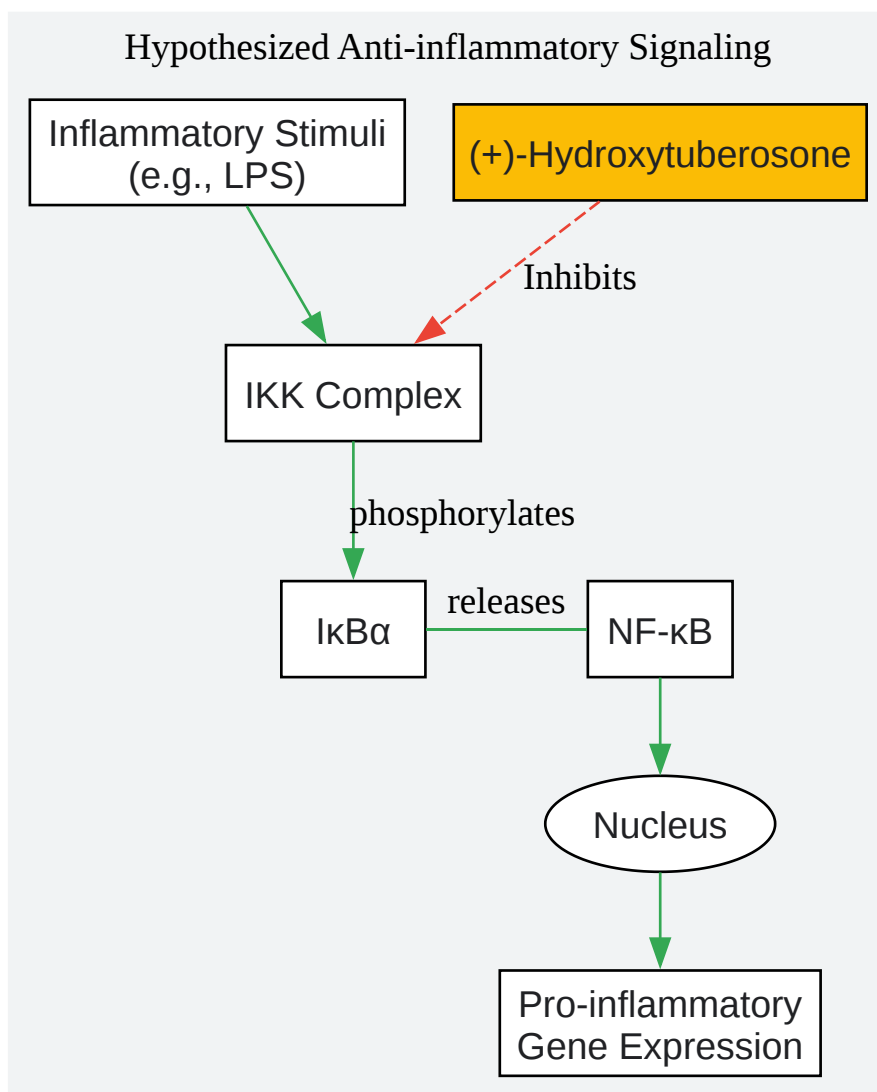 Hypothesized Anti-inflammatory Signaling
Inflammatory Stimuli
(e.g., LPS)
(+)-Hydroxytuberosone
Inhibits
IKK Complex
phosphorylates
IκBα
releases
NF-κB
Nucleus
Pro-inflammatory
Gene Expression